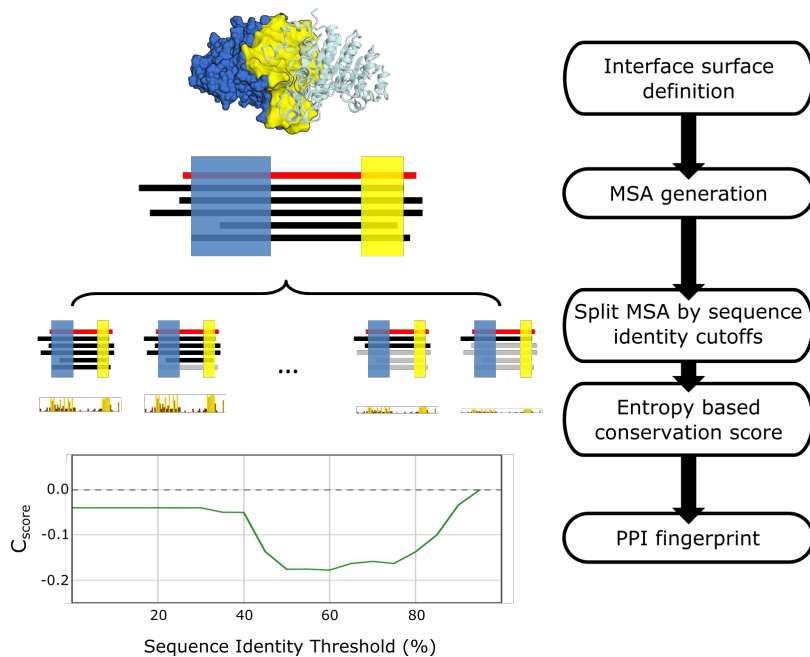 Interface surface
definition
MSA generation
Split MSA by sequence
identity cutoffs
...
Entropy based
conservation score
PPI fingerprint
0.0
-0.1
-0.2
Cscore
20 40 60 80
Sequence Identity Threshold (%)